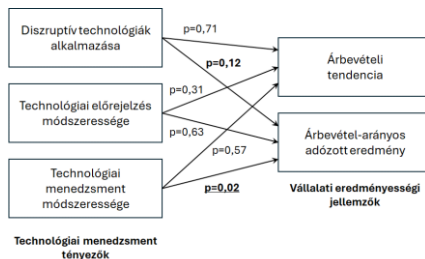 Diszruptív technológiák
alkalmazása
p=0,71
p=0,12
Árbevételi
tendencia
Technológiai előrejelzés
módszeressége
p=0,31
p=0,63
Árbevétel-arányos
adózott eredmény
Technológiai
menedzsment
módszeressége
p=0,57
p=0,02
Technológiai menedzsment
tényezők
Vállalati eredményességi
jellemzők